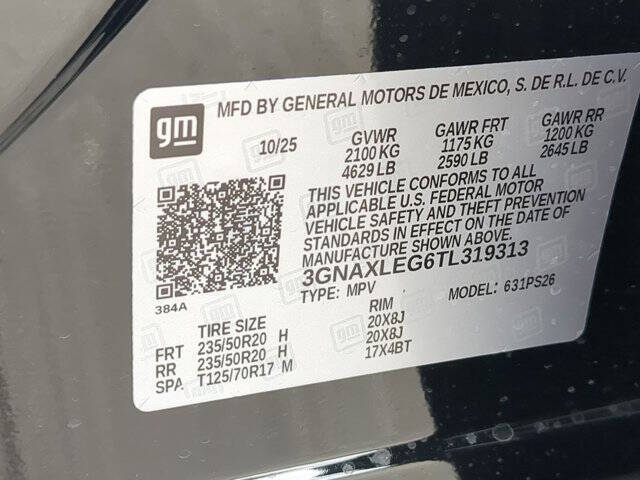 gm
MFD BY GENERAL MOTORS DE MEXICO, S. DE R.L. DE C.V.
10/25 GVWR GAWR FRT GAWR RR
2100 KG 1175 KG 1200 KG
4629 LB 2590 LB 2645 LB
THIS VEHICLE CONFORMS TO ALL
APPLICABLE U.S. FEDERAL MOTOR
VEHICLE SAFETY AND THEFT PREVENTION
STANDARDS IN EFFECT ON THE DATE OF
MANUFACTURE SHOWN ABOVE.
3GNAXLEG6TL319313
TYPE: MPV MODEL: 631PS26
384A
TIRE SIZE RIM
FRT 235/50R20 H 20X8J
RR 235/50R20 H 20X8J
SPA T125/70R17 M 17X4BT